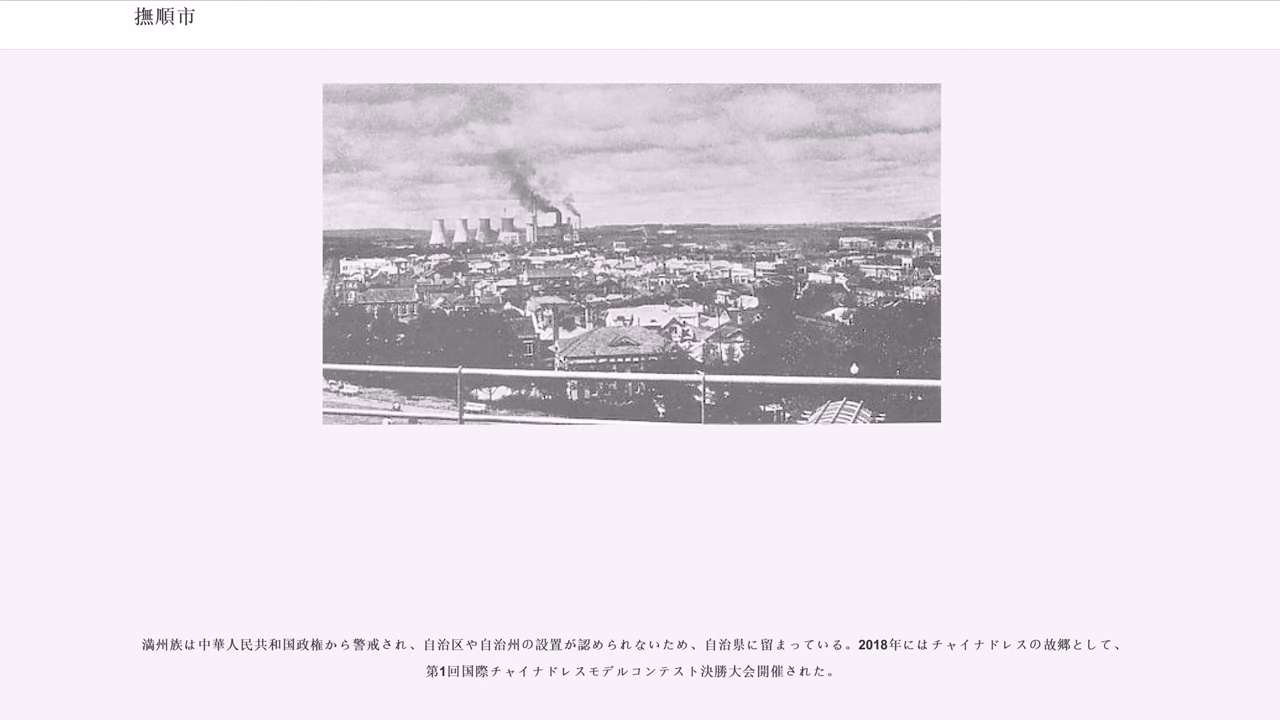 撫順市
満州族は中華人民共和国政権から警戒され、自治区や自治州の設置が認められないため、自治県に留まっている。2018年にはチャイナドレスの故郷として、
第1回国際チャイナドレスモデルコンテスト決勝大会開催された。